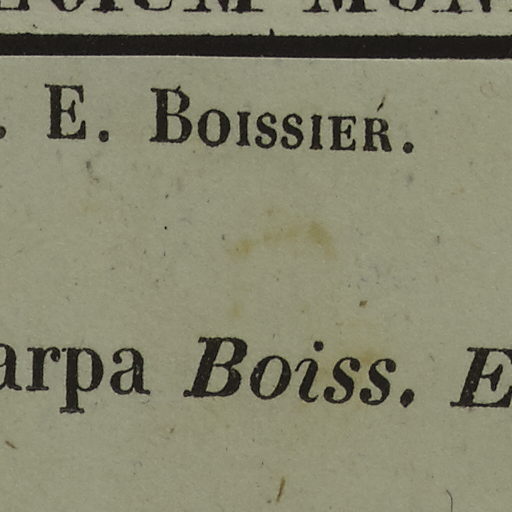 . E. BOISSIER.
arpa Boiss. E